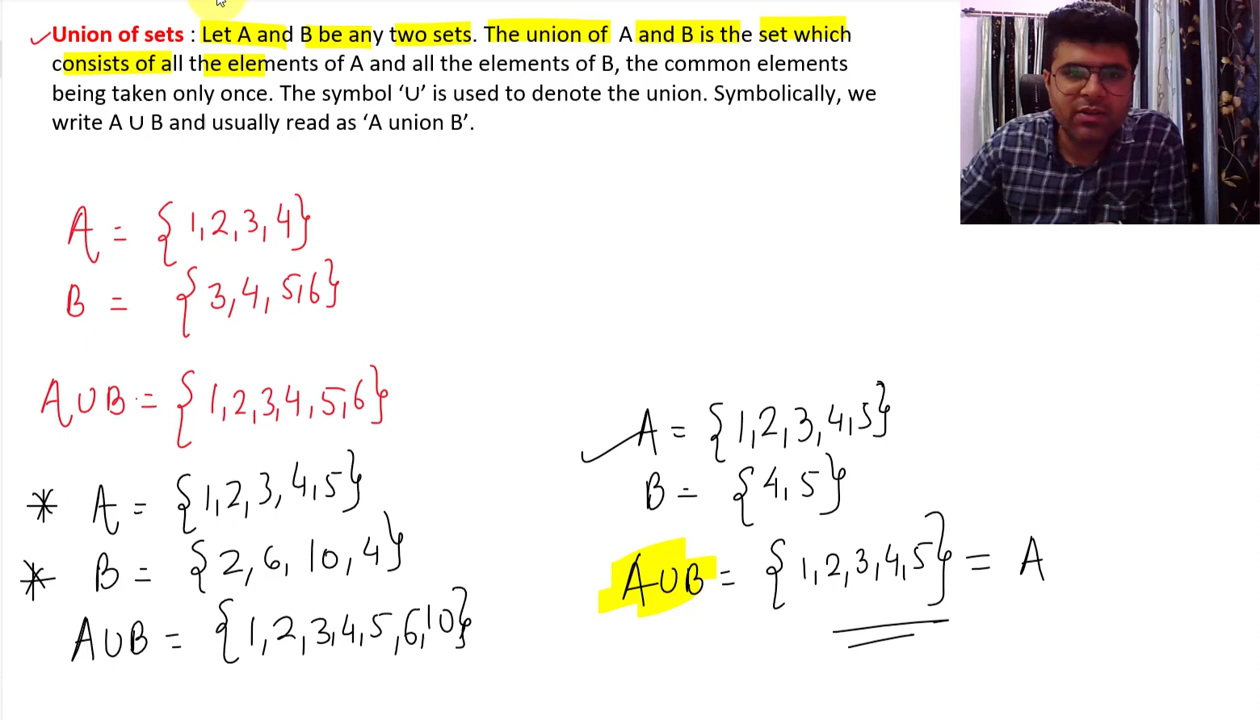 Union of sets : Let A and B be any two sets. The union of A and B is the set which
consists of all the elements of A and all the elements of B, the common elements
being taken only once. The symbol ‘∪’ is used to denote the union. Symbolically, we
write A ∪ B and usually read as ‘A union B’.
A = {1,2,3,4}
B = {3,4,5,6}
A∪B = {1,2,3,4,5,6}
* A = {1,2,3,4,5}
* B = {2,6,10,4}
A∪B = {1,2,3,4,5,6,10}
A = {1,2,3,4,5}
B = {4,5}
A∪B = {1,2,3,4,5} = A